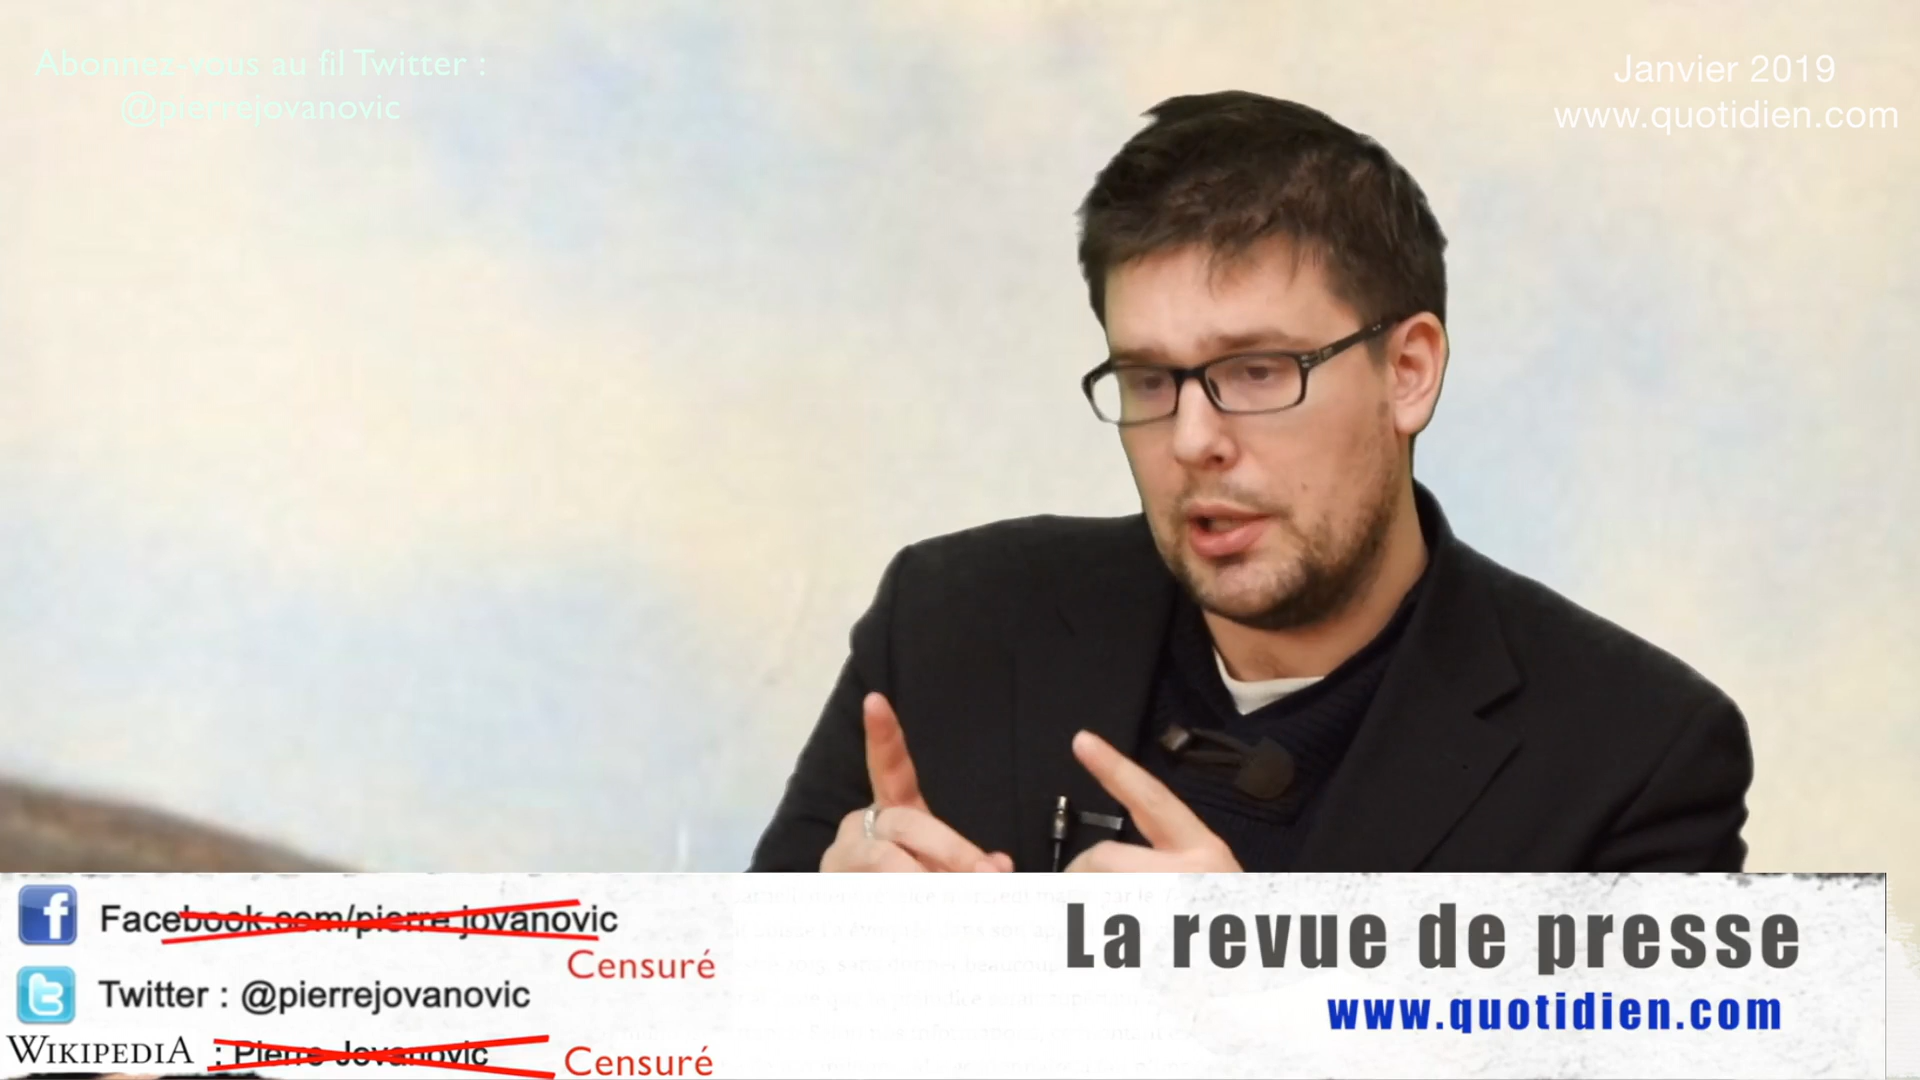 Abonnez-vous au fil Twitter :
@pierrejovanovic
Janvier 2019
www.quotidien.com
Facebook.com/pierre jovanovic
Censuré
Twitter : @pierrejovanovic
WIKIPEDIA : Pierre Jovanovic
Censuré
La revue de presse
www.quotidien.com